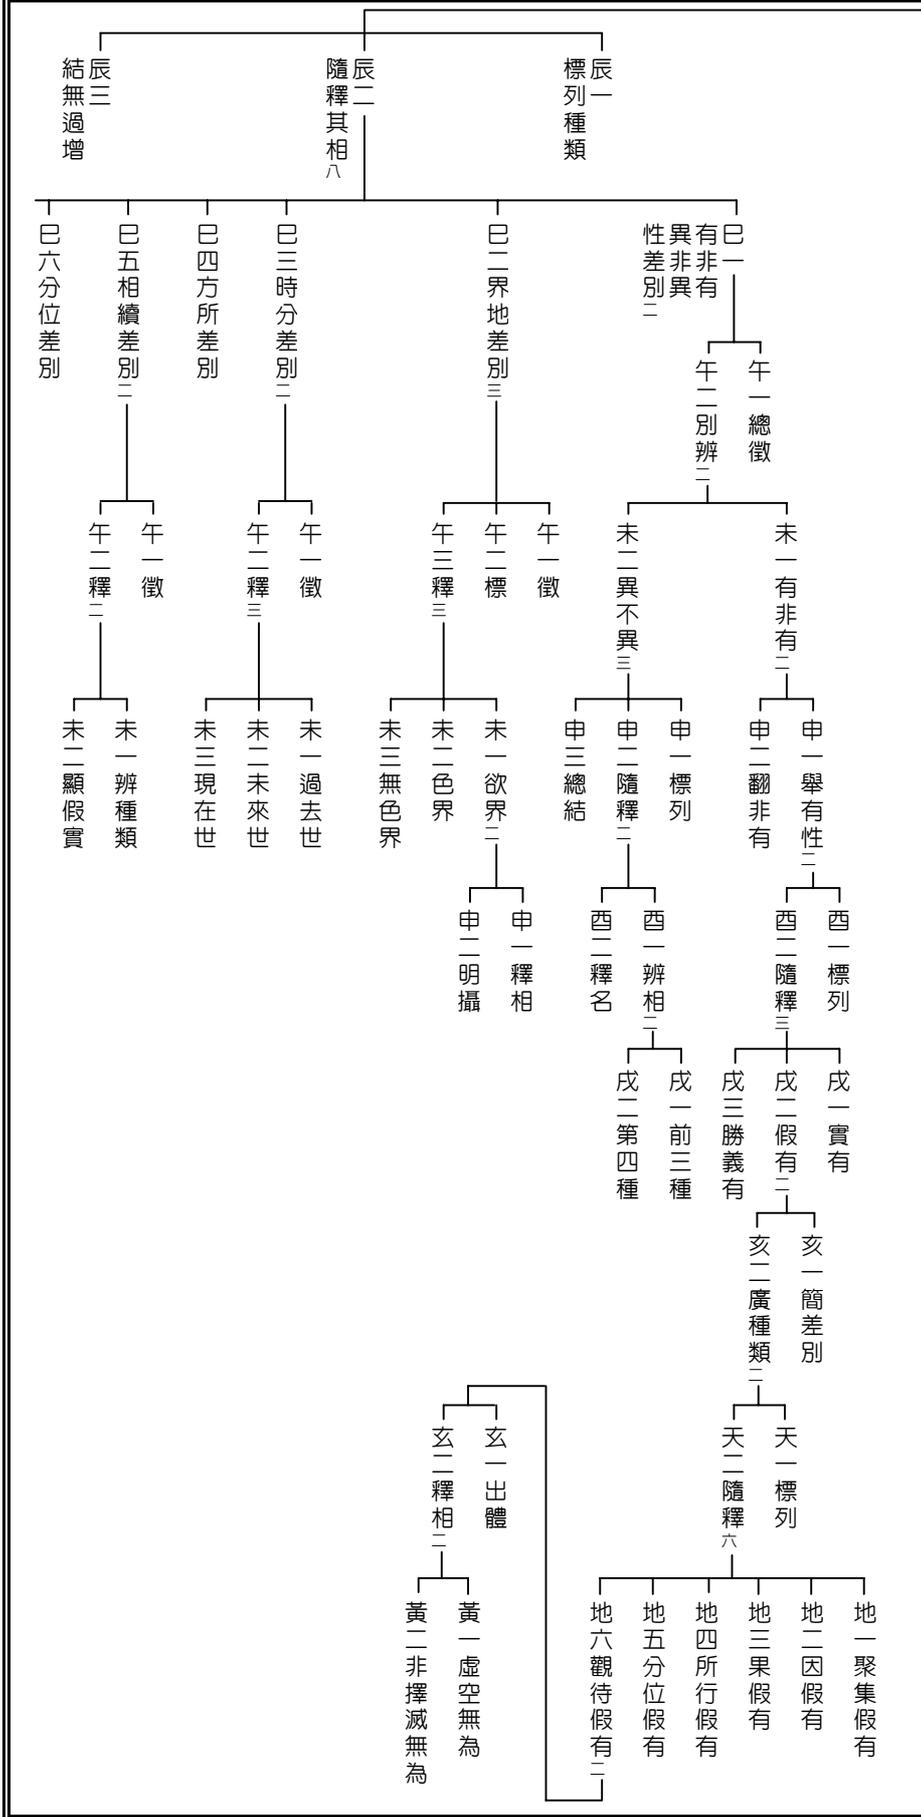 辰一
標列種類
辰二
隨釋其相八
辰三
結無過增
巳一
有非有
異非異
性差別二
巳二界地差別三
巳三時分差別二
巳四方所差別
巳五相續差別二
巳六分位差別
午一總徵
午二別辨二
午一徵
午二標
午三釋三
午一徵
午二釋三
午一徵
午二釋二
未一有非有二
未二異不異三
未一欲界二
未二色界
未三無色界
未一過去世
未二未來世
未三現在世
未一辨種類
未二顯假實
申一舉有性二
申二翻非有
申一標列
申二隨釋二
申三總結
申一釋相
申二明攝
酉一標列
酉二隨釋三
酉一辨相二
酉二釋名
戌一實有
戌二假有二
戌三勝義有
戌一前三種
戌二第四種
亥一簡差別
亥二廣種類二
天一標列
天二隨釋六
地一聚集假有
地二因假有
地三果假有
地四所行假有
地五分位假有
地六觀待假有二
玄一出體
玄二釋相二
黃一虛空無為
黃二非擇滅無為